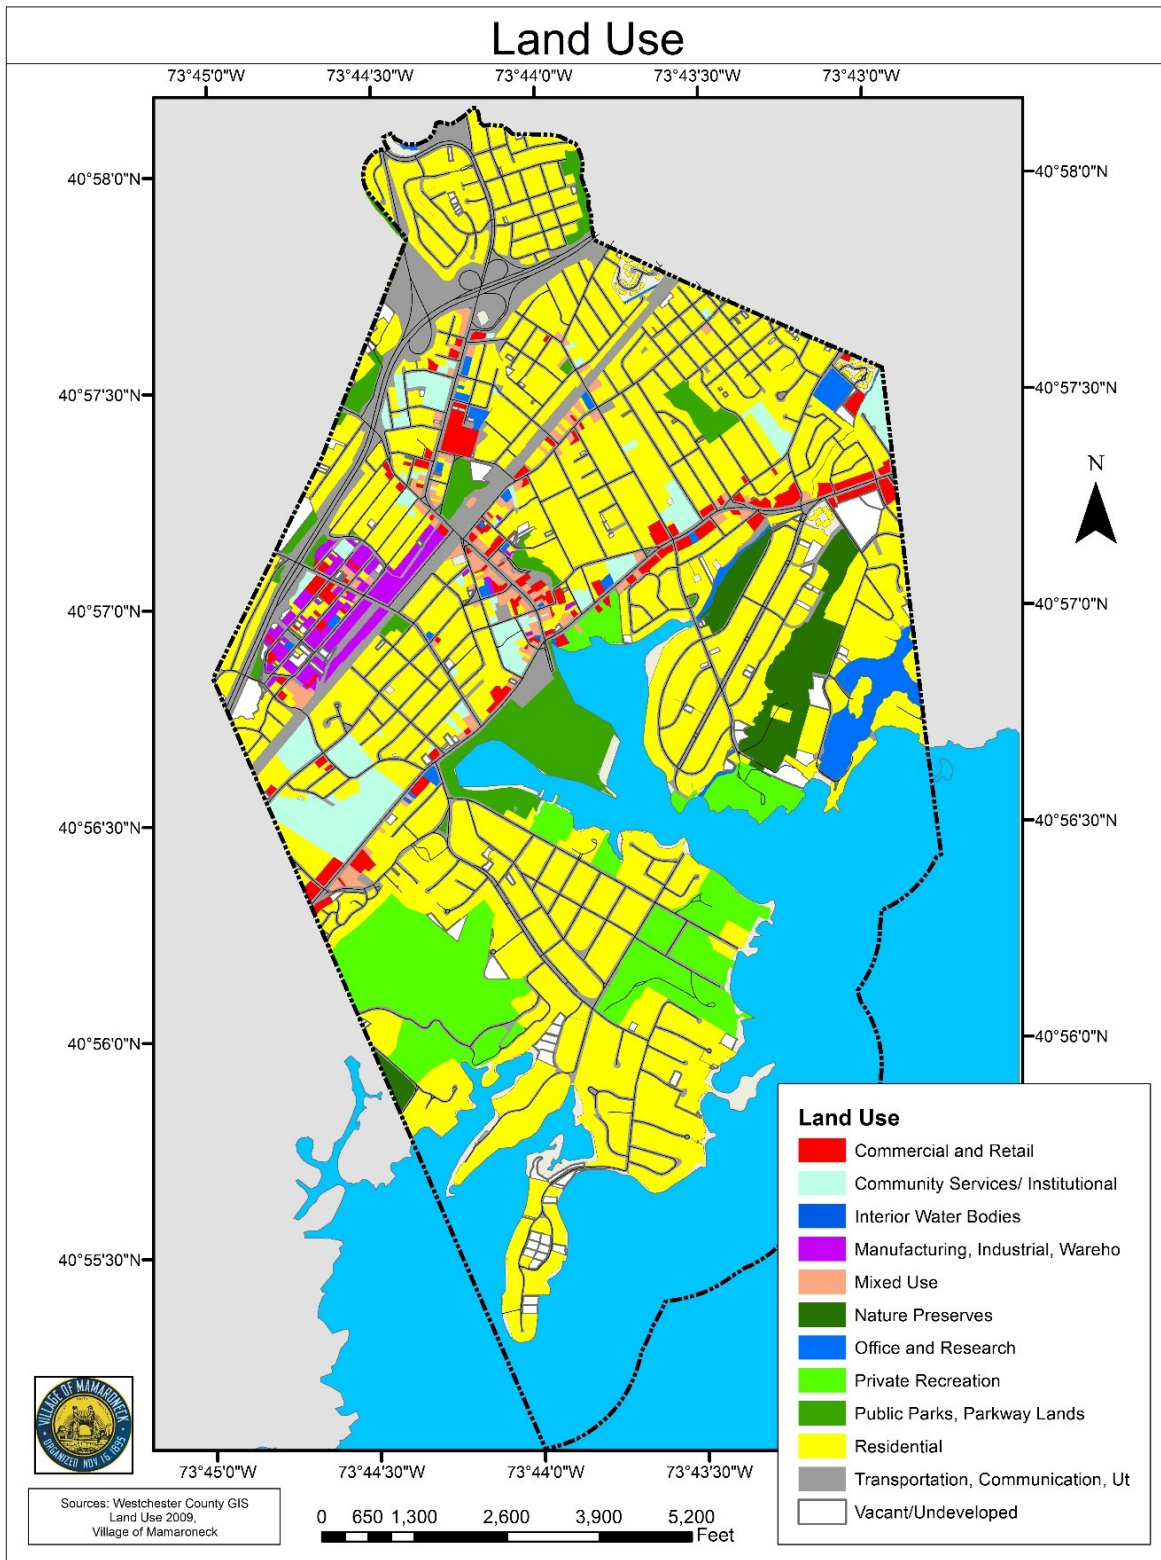 Land Use
73°45'0"W
73°44'30"W
73°44'0"W
73°43'30"W
73°43'0"W
40°58'0"N
40°58'0"N
40°57'30"N
40°57'30"N
N
40°57'0"N
40°57'0"N
40°56'30"N
40°56'30"N
40°56'0"N
40°56'0"N
40°55'30"N
Land Use
Commercial and Retail
Community Services/ Institutional
Interior Water Bodies
Manufacturing, Industrial, Wareho
Mixed Use
Nature Preserves
Office and Research
Private Recreation
Public Parks, Parkway Lands
Residential
Transportation, Communication, Ut
Vacant/Undeveloped
VILLAGE OF MAMARONECK
ORGANIZED NOV. 16 1895
73°45'0"W
73°44'30"W
73°44'0"W
73°43'30"W
Sources: Westchester County GIS
Land Use 2009,
Village of Mamaroneck
0 650 1,300 2,600 3,900 5,200
Feet